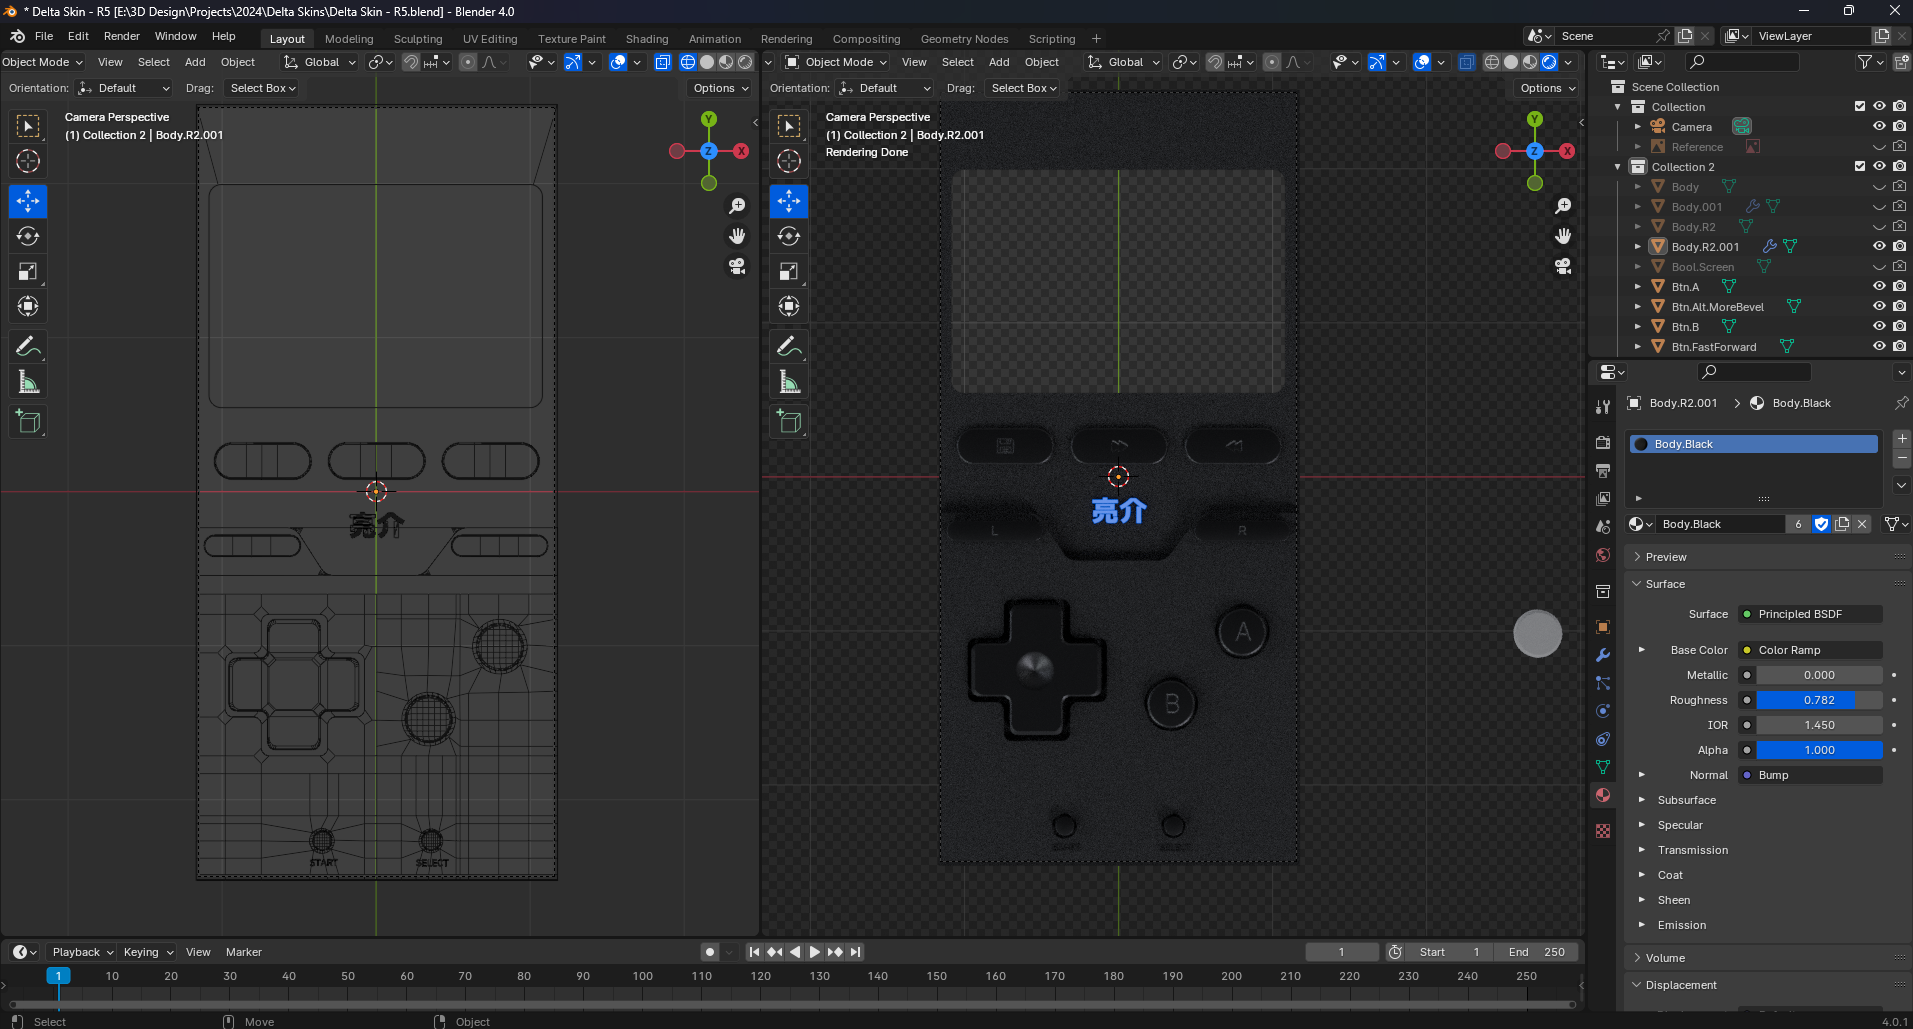 * Delta Skin - R5 [E:\3D Design\Projects\2024\Delta Skins\Delta Skin - R5.blend] - Blender 4.0
File Edit Render Window Help Layout Modeling Sculpting UV Editing Texture Paint Shading Animation Rendering Compositing Geometry Nodes Scripting + Scene ViewLayer
Object Mode View Select Add Object Global
Object Mode View Select Add Object Global
Orientation: Default Drag: Select Box Options
Orientation: Default Drag: Select Box Options
Camera Perspective
(1) Collection 2 | Body.R2.001
Camera Perspective
(1) Collection 2 | Body.R2.001
Rendering Done
Y
X
Z
Y
X
Z
亮介
START SELECT
亮介
L R
A
B
Scene Collection
Collection
Camera
Reference
Collection 2
Body
Body.001
Body.R2
Body.R2.001
Bool.Screen
Btn.A
Btn.Alt.MoreBevel
Btn.B
Btn.FastForward
Body.R2.001 > Body.Black
Body.Black
Body.Black 6
Preview
Surface
Surface Principled BSDF
Base Color Color Ramp
Metallic 0.000
Roughness 0.782
IOR 1.450
Alpha 1.000
Normal Bump
Subsurface
Specular
Transmission
Coat
Sheen
Emission
Volume
Displacement
Playback Keying View Marker 1 Start 1 End 250
1 10 20 30 40 50 60 70 80 90 100 110 120 130 140 150 160 170 180 190 200 210 220 230 240 250
Select Move Object 4.0.1